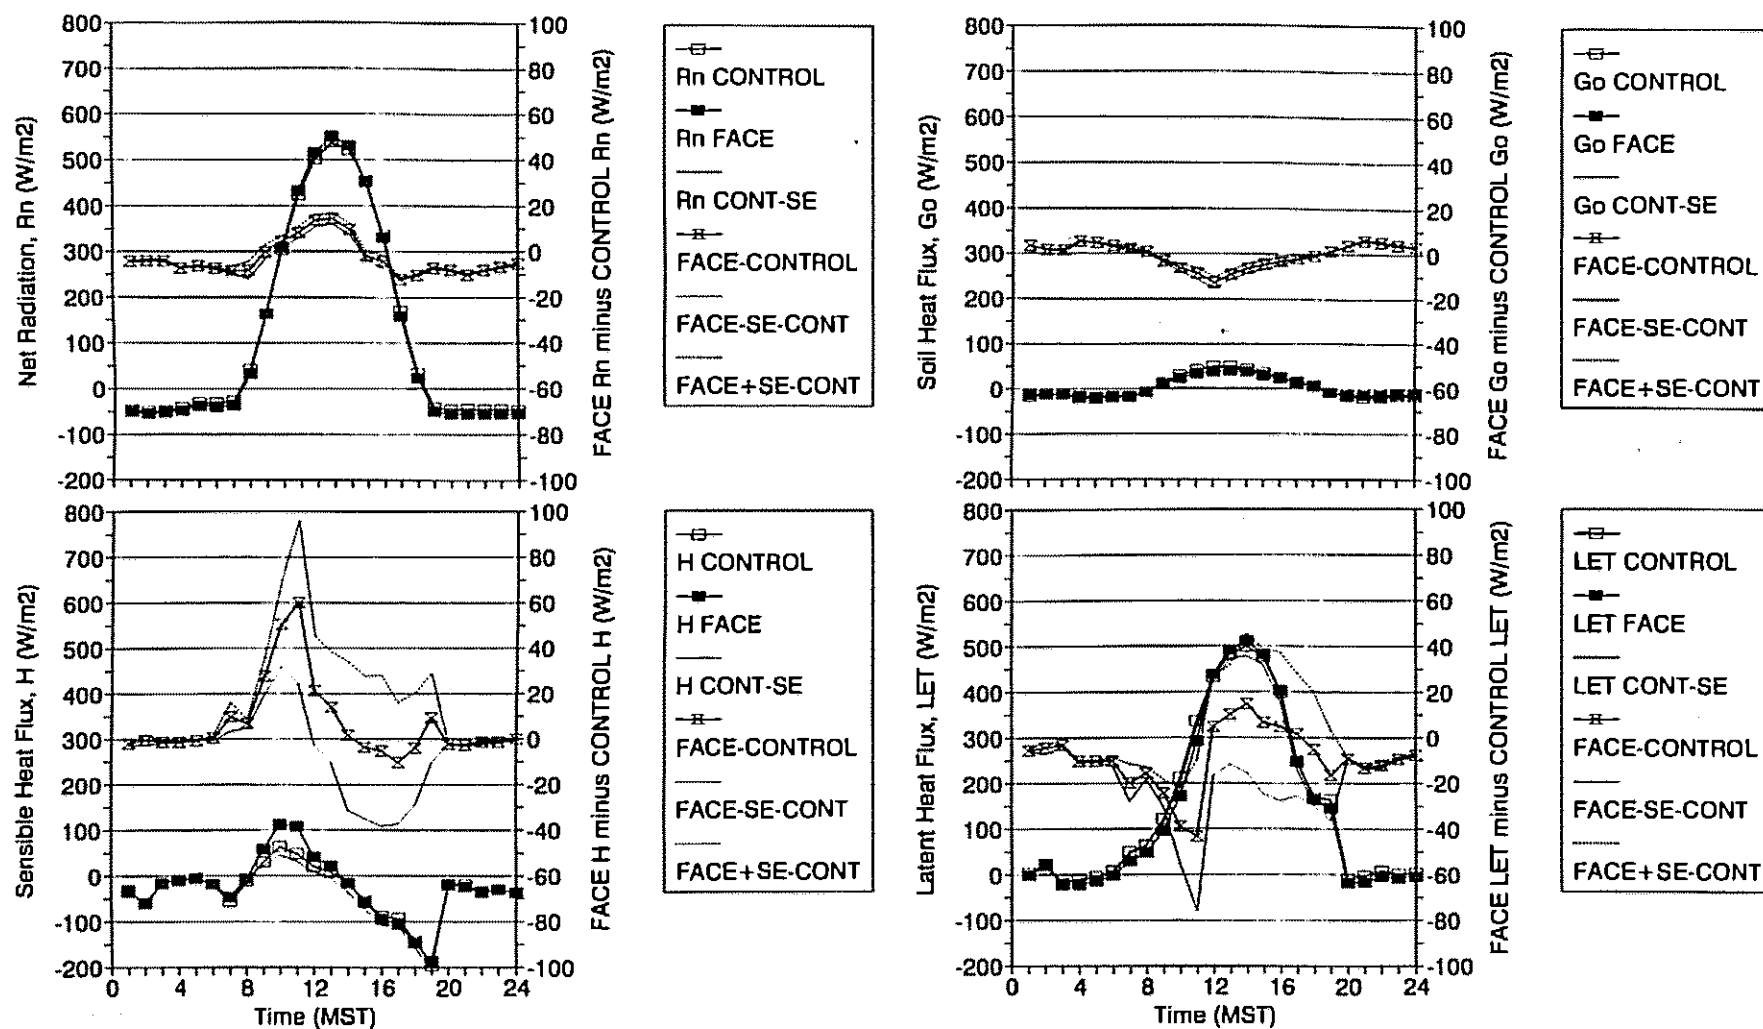 Net Radiation, Rn (W/m2)
800
700
600
500
400
300
200
100
0
-100
-200
100
80
60
40
20
0
-20
-40
-60
-80
-100
FACE Rn minus CONTROL Rn (W/m2)
Rn CONTROL
Rn FACE
Rn CONT-SE
FACE-CONTROL
FACE-SE-CONT
FACE+SE-CONT
Soil Heat Flux, Go (W/m2)
800
700
600
500
400
300
200
100
0
-100
-200
100
80
60
40
20
0
-20
-40
-60
-80
-100
FACE Go minus CONTROL Go (W/m2)
Go CONTROL
Go FACE
Go CONT-SE
FACE-CONTROL
FACE-SE-CONT
FACE+SE-CONT
Sensible Heat Flux, H (W/m2)
800
700
600
500
400
300
200
100
0
-100
-200
100
80
60
40
20
0
-20
-40
-60
-80
-100
FACE H minus CONTROL H (W/m2)
0 4 8 12 16 20 24
Time (MST)
H CONTROL
H FACE
H CONT-SE
FACE-CONTROL
FACE-SE-CONT
FACE+SE-CONT
Latent Heat Flux, LET (W/m2)
800
700
600
500
400
300
200
100
0
-100
-200
100
80
60
40
20
0
-20
-40
-60
-80
-100
FACE LET minus CONTROL LET (W/m2)
0 4 8 12 16 20 24
Time (MST)
LET CONTROL
LET FACE
LET CONT-SE
FACE-CONTROL
FACE-SE-CONT
FACE+SE-CONT